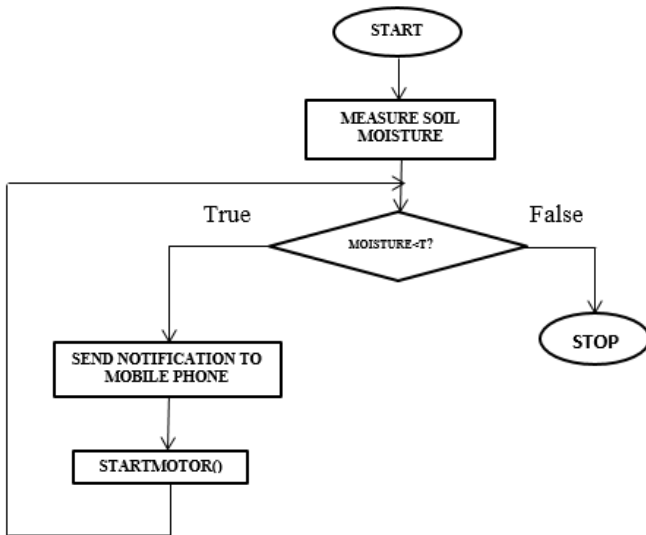 START
MEASURE SOIL
MOISTURE
True
False
MOISTURE<T?
SEND NOTIFICATION TO
MOBILE PHONE
STOP
STARTMOTOR()